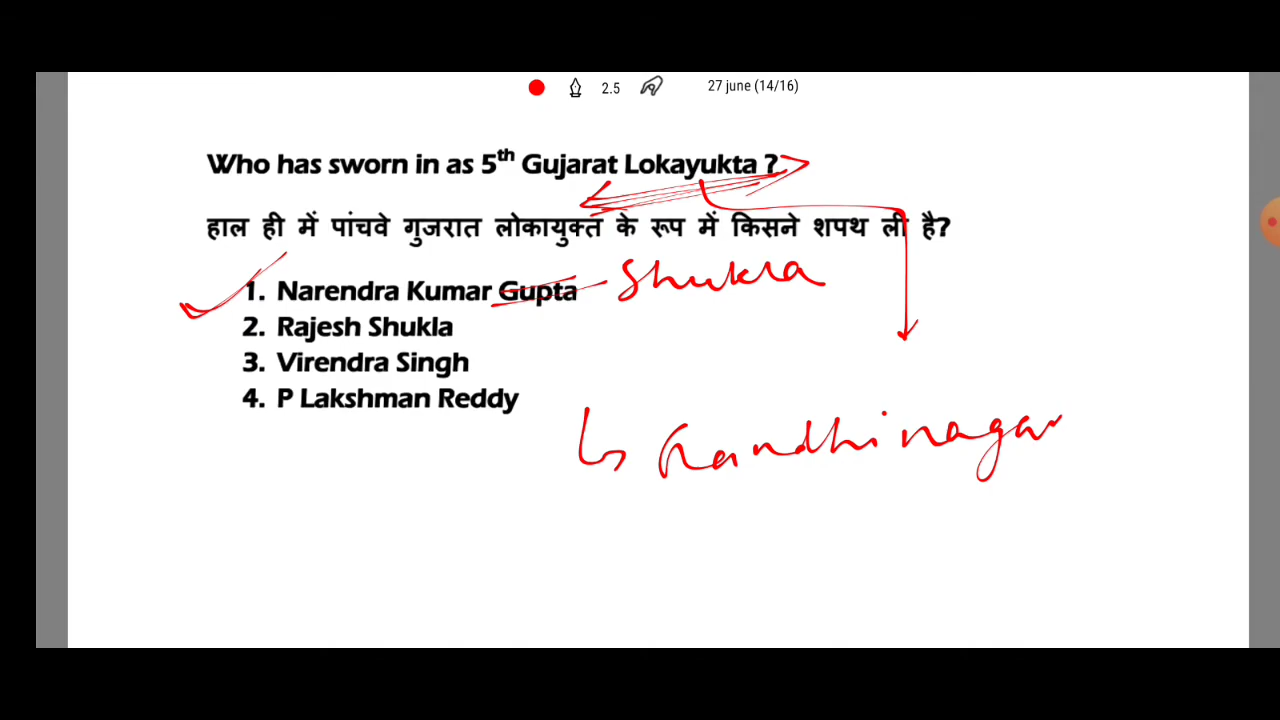 2.5 27 june (14/16)
Who has sworn in as 5th Gujarat Lokayukta ?
हाल ही में पांचवे गुजरात लोकायुक्त के रूप में किसने शपथ ली है?
1. Narendra Kumar Gupta Shukla
2. Rajesh Shukla
3. Virendra Singh
4. P Lakshman Reddy
Gandhinagar